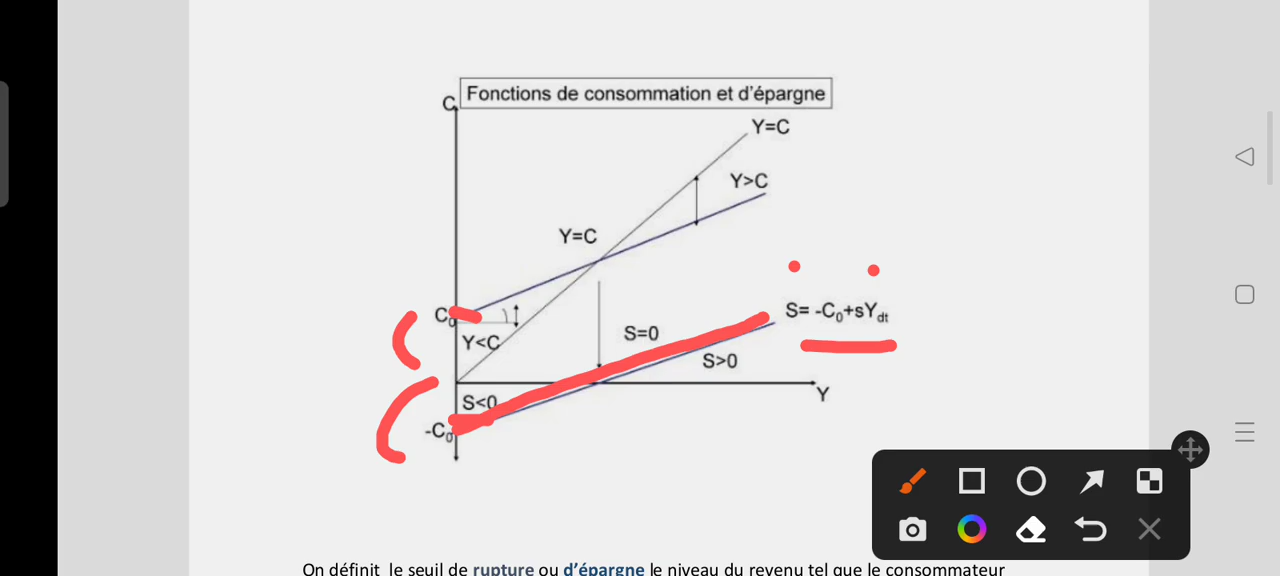 C
Fonctions de consommation et d’épargne
Y=C
Y>C
Y=C
C₀
S= -C₀+sYdt
Y<C
S=0
S>0
Y
S<0
-C₀
On définit le seuil de rupture ou d’épargne le niveau du revenu tel que le consommateur